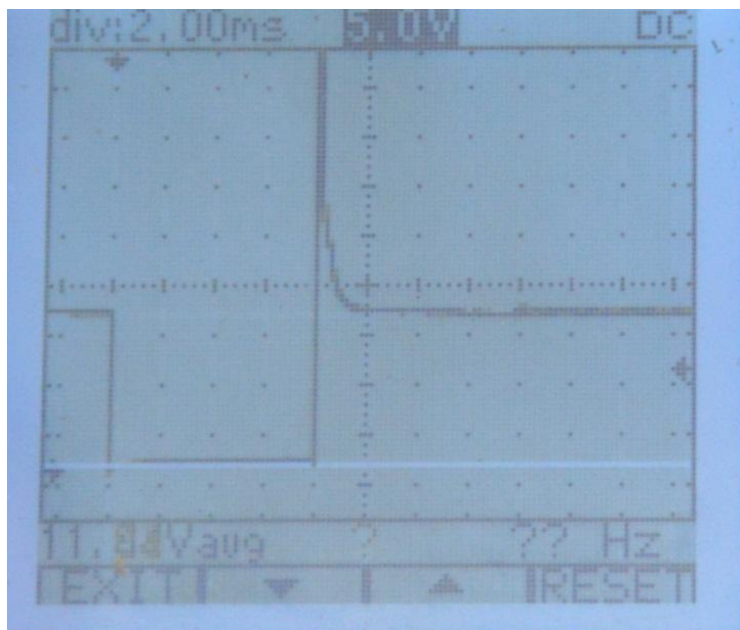 div:2.00ms 5.0V DC
11.84Vavg ? ?? Hz
EXIT ▼ ▲ RESET